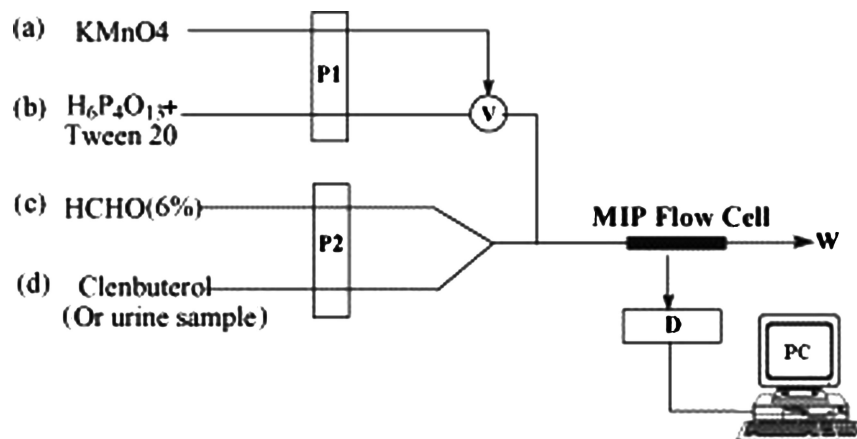 (a) KMnO4
P1
(b) H₆P₄O₁₃+
Tween 20
V
(c) HCHO(6%)
P2
MIP Flow Cell
W
(d) Clenbuterol
(Or urine sample)
D
PC